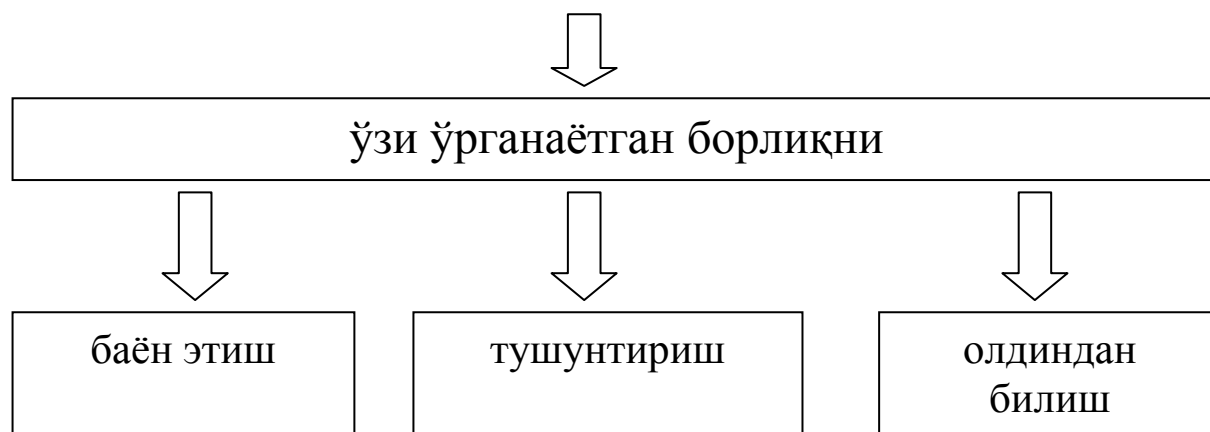 ўзи ўрганаётган борлиқни
баён этиш
тушунтириш
олдиндан
билиш